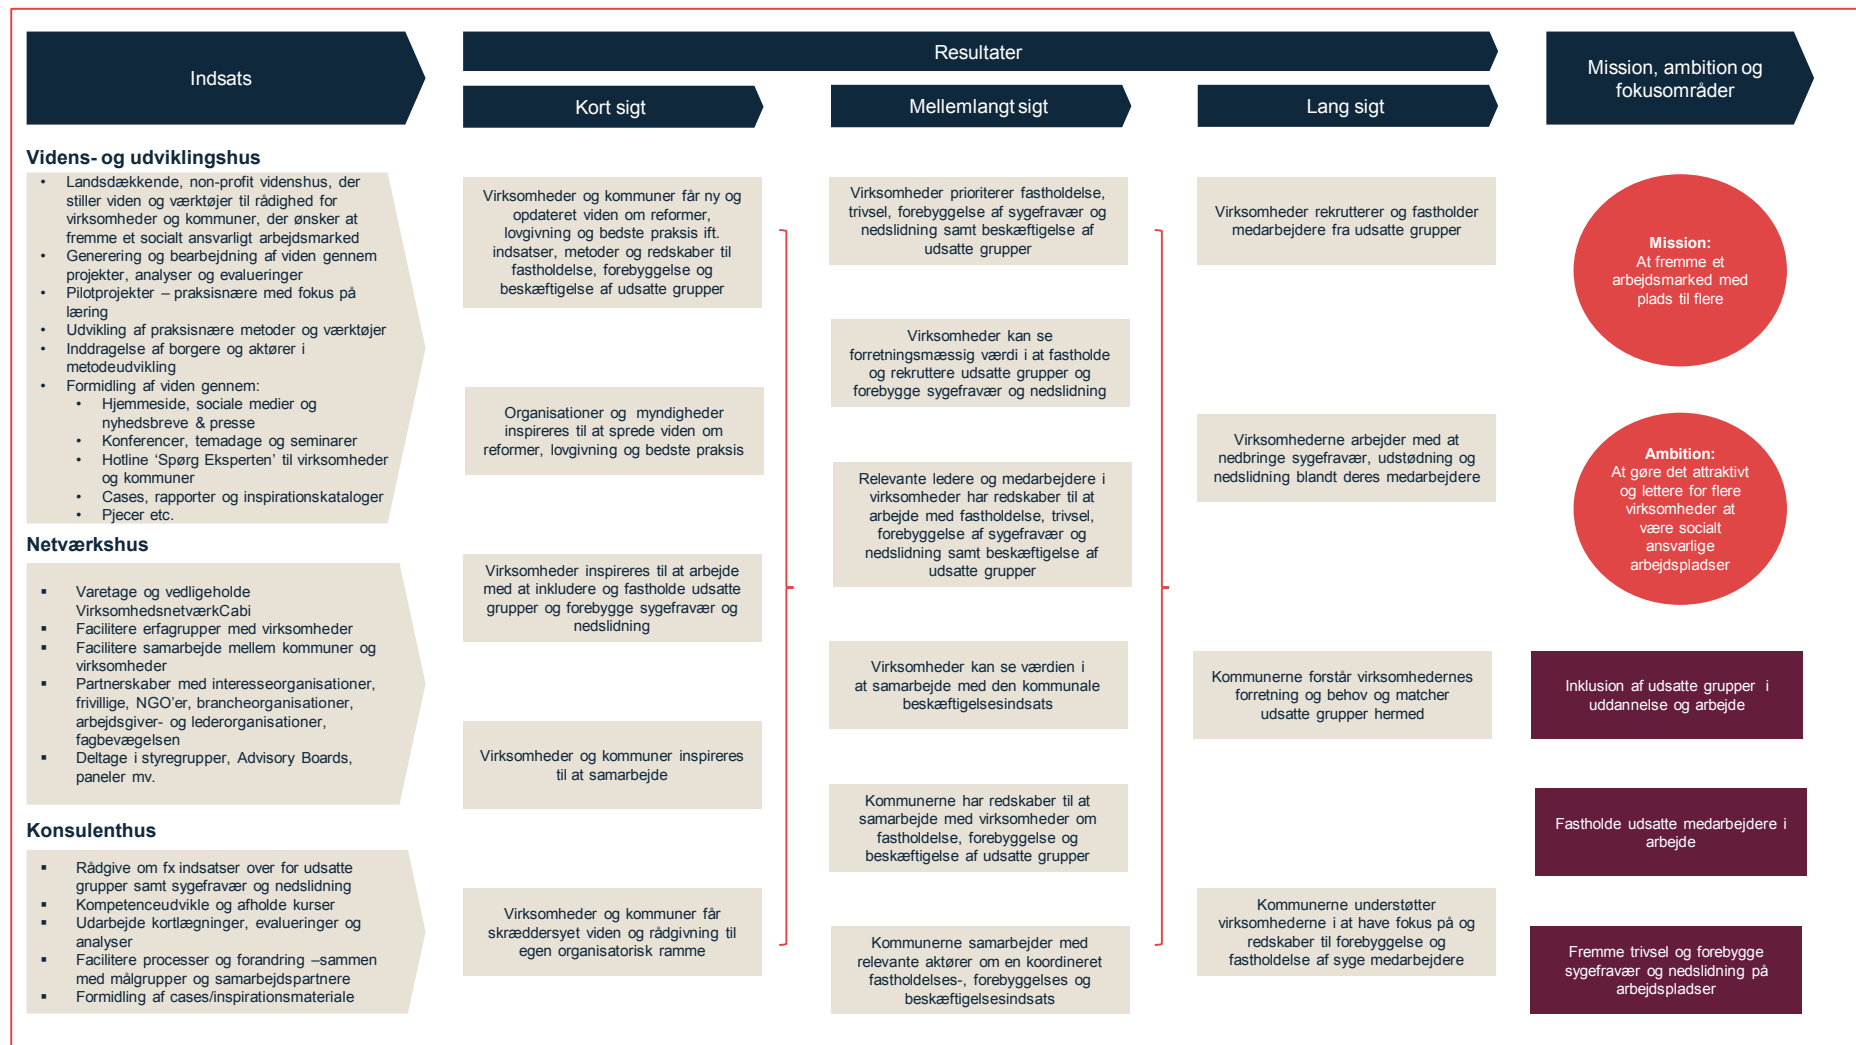 Indsats
Resultater
Kort sigt
Mellemlangt sigt
Lang sigt
Mission, ambition og
fokusområder
Videns- og udviklingshus
• Landsdækkende, non-profit videnshus, der
stiller viden og værktøjer til rådighed for
virksomheder og kommuner, der ønsker at
fremme et socialt ansvarligt arbejdsmarked
• Generering og bearbejdning af viden gennem
projekter, analyser og evalueringer
• Pilotprojekter – praksisnære med fokus på
læring
• Udvikling af praksisnære metoder og værktøjer
• Inddragelse af borgere og aktører i
metodeudvikling
• Formidling af viden gennem:
• Hjemmeside, sociale medier og
nyhedsbreve & presse
• Konferencer, temadage og seminarer
• Hotline ‘Spørg Eksperten’ til virksomheder
og kommuner
• Cases, rapporter og inspirationskataloger
• Pjecer etc.
Netværkshus
▪ Varetage og vedligeholde
VirksomhedsnetværkCabi
▪ Facilitere erfagrupper med virksomheder
▪ Facilitere samarbejde mellem kommuner og
virksomheder
▪ Partnerskaber med interesseorganisationer,
frivillige, NGO’er, brancheorganisationer,
arbejdsgiver- og lederorganisationer,
fagbevægelsen
▪ Deltage i styregrupper, Advisory Boards,
paneler mv.
Konsulenthus
▪ Rådgive om fx indsatser over for udsatte
grupper samt sygefravær og nedslidning
▪ Kompetenceudvikle og afholde kurser
▪ Udarbejde kortlægninger, evalueringer og
analyser
▪ Facilitere processer og forandring –sammen
med målgrupper og samarbejdspartnere
▪ Formidling af cases/inspirationsmateriale
Virksomheder og kommuner får ny og
opdateret viden om reformer,
lovgivning og bedste praksis ift.
indsatser, metoder og redskaber til
fastholdelse, forebyggelse og
beskæftigelse af udsatte grupper
Organisationer og myndigheder
inspireres til at sprede viden om
reformer, lovgivning og bedste praksis
Virksomheder inspireres til at arbejde
med at inkludere og fastholde udsatte
grupper og forebygge sygefravær og
nedslidning
Virksomheder og kommuner inspireres
til at samarbejde
Virksomheder og kommuner får
skræddersyet viden og rådgivning til
egen organisatorisk ramme
Virksomheder prioriterer fastholdelse,
trivsel, forebyggelse af sygefravær og
nedslidning samt beskæftigelse af
udsatte grupper
Virksomheder kan se
forretningsmæssig værdi i at fastholde
og rekruttere udsatte grupper og
forebygge sygefravær og nedslidning
Relevante ledere og medarbejdere i
virksomheder har redskaber til at
arbejde med fastholdelse, trivsel,
forebyggelse af sygefravær og
nedslidning samt beskæftigelse af
udsatte grupper
Virksomheder kan se værdien i
at samarbejde med den kommunale
beskæftigelsesindsats
Kommunerne har redskaber til at
samarbejde med virksomheder om
fastholdelse, forebyggelse og
beskæftigelse af udsatte grupper
Kommunerne samarbejder med
relevante aktører om en koordineret
fastholdelses-, forebyggelses og
beskæftigelsesindsats
Virksomheder rekrutterer og fastholder
medarbejdere fra udsatte grupper
Virksomhederne arbejder med at
nedbringe sygefravær, udstødning og
nedslidning blandt deres medarbejdere
Kommunerne forstår virksomhedernes
forretning og behov og matcher
udsatte grupper hermed
Kommunerne understøtter
virksomhederne i at have fokus på og
redskaber til forebyggelse og
fastholdelse af syge medarbejdere
Mission:
At fremme et
arbejdsmarked med
plads til flere
Ambition:
At gøre det attraktivt
og lettere for flere
virksomheder at
være socialt
ansvarlige
arbejdspladser
Inklusion af udsatte grupper i
uddannelse og arbejde
Fastholde udsatte medarbejdere i
arbejde
Fremme trivsel og forebygge
sygefravær og nedslidning på
arbejdspladser